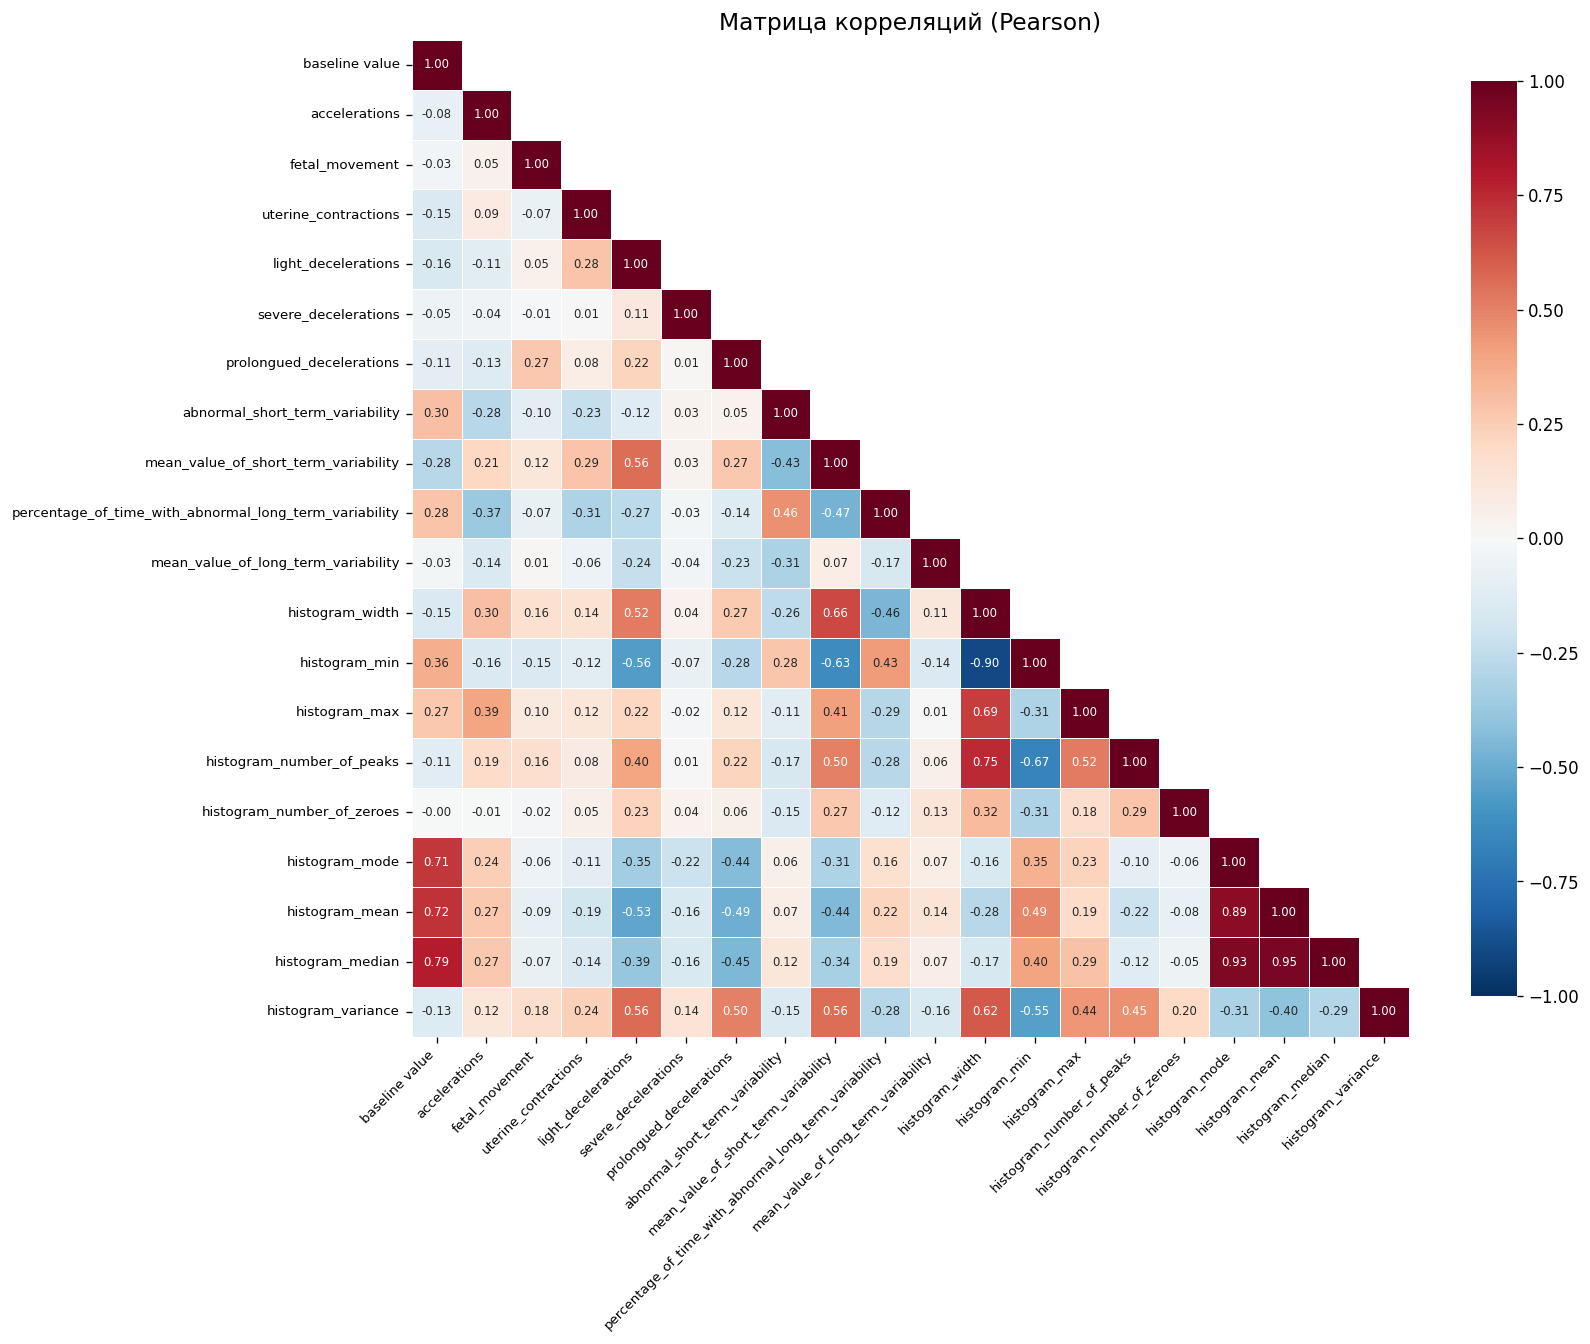 Матрица корреляций (Pearson)
baseline value 1.00
accelerations -0.08 1.00
fetal_movement -0.03 0.05 1.00
uterine_contractions -0.15 0.09 -0.07 1.00
light_decelerations -0.16 -0.11 0.05 0.28 1.00
severe_decelerations -0.05 -0.04 -0.01 0.01 0.11 1.00
prolongued_decelerations -0.11 -0.13 0.27 0.08 0.22 0.01 1.00
abnormal_short_term_variability 0.30 -0.28 -0.10 -0.23 -0.12 0.03 0.05 1.00
mean_value_of_short_term_variability -0.28 0.21 0.12 0.29 0.56 0.03 0.27 -0.43 1.00
percentage_of_time_with_abnormal_long_term_variability 0.28 -0.37 -0.07 -0.31 -0.27 -0.03 -0.14 0.46 -0.47 1.00
mean_value_of_long_term_variability -0.03 -0.14 0.01 -0.06 -0.24 -0.04 -0.23 -0.31 0.07 -0.17 1.00
histogram_width -0.15 0.30 0.16 0.14 0.52 0.04 0.27 -0.26 0.66 -0.46 0.11 1.00
histogram_min 0.36 -0.16 -0.15 -0.12 -0.56 -0.07 -0.28 0.28 -0.63 0.43 -0.14 -0.90 1.00
histogram_max 0.27 0.39 0.10 0.12 0.22 -0.02 0.12 -0.11 0.41 -0.29 0.01 0.69 -0.31 1.00
histogram_number_of_peaks -0.11 0.19 0.16 0.08 0.40 0.01 0.22 -0.17 0.50 -0.28 0.06 0.75 -0.67 0.52 1.00
histogram_number_of_zeroes -0.00 -0.01 -0.02 0.05 0.23 0.04 0.06 -0.15 0.27 -0.12 0.13 0.32 -0.31 0.18 0.29 1.00
histogram_mode 0.71 0.24 -0.06 -0.11 -0.35 -0.22 -0.44 0.06 -0.31 0.16 0.07 -0.16 0.35 0.23 -0.10 -0.06 1.00
histogram_mean 0.72 0.27 -0.09 -0.19 -0.53 -0.16 -0.49 0.07 -0.44 0.22 0.14 -0.28 0.49 0.19 -0.22 -0.08 0.89 1.00
histogram_median 0.79 0.27 -0.07 -0.14 -0.39 -0.16 -0.45 0.12 -0.34 0.19 0.07 -0.17 0.40 0.29 -0.12 -0.05 0.93 0.95 1.00
histogram_variance -0.13 0.12 0.18 0.24 0.56 0.14 0.50 -0.15 0.56 -0.28 -0.16 0.62 -0.55 0.44 0.45 0.20 -0.31 -0.40 -0.29 1.00
baseline value
accelerations
fetal_movement
uterine_contractions
light_decelerations
severe_decelerations
prolongued_decelerations
abnormal_short_term_variability
mean_value_of_short_term_variability
percentage_of_time_with_abnormal_long_term_variability
mean_value_of_long_term_variability
histogram_width
histogram_min
histogram_max
histogram_number_of_peaks
histogram_number_of_zeroes
histogram_mode
histogram_mean
histogram_median
histogram_variance
1.00
0.75
0.50
0.25
0.00
−0.25
−0.50
−0.75
−1.00